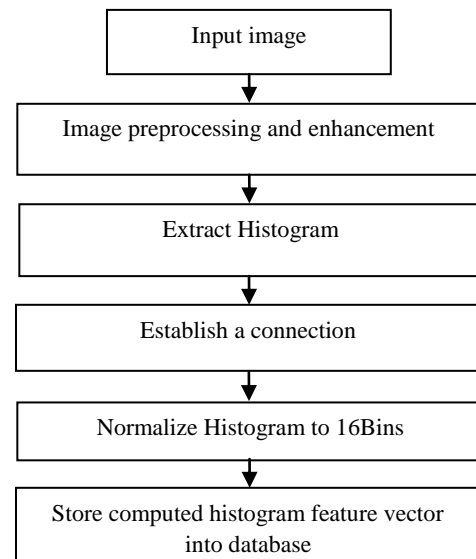 Input image
Image preprocessing and enhancement
Extract Histogram
Establish a connection
Normalize Histogram to 16Bins
Store computed histogram feature vector
into database